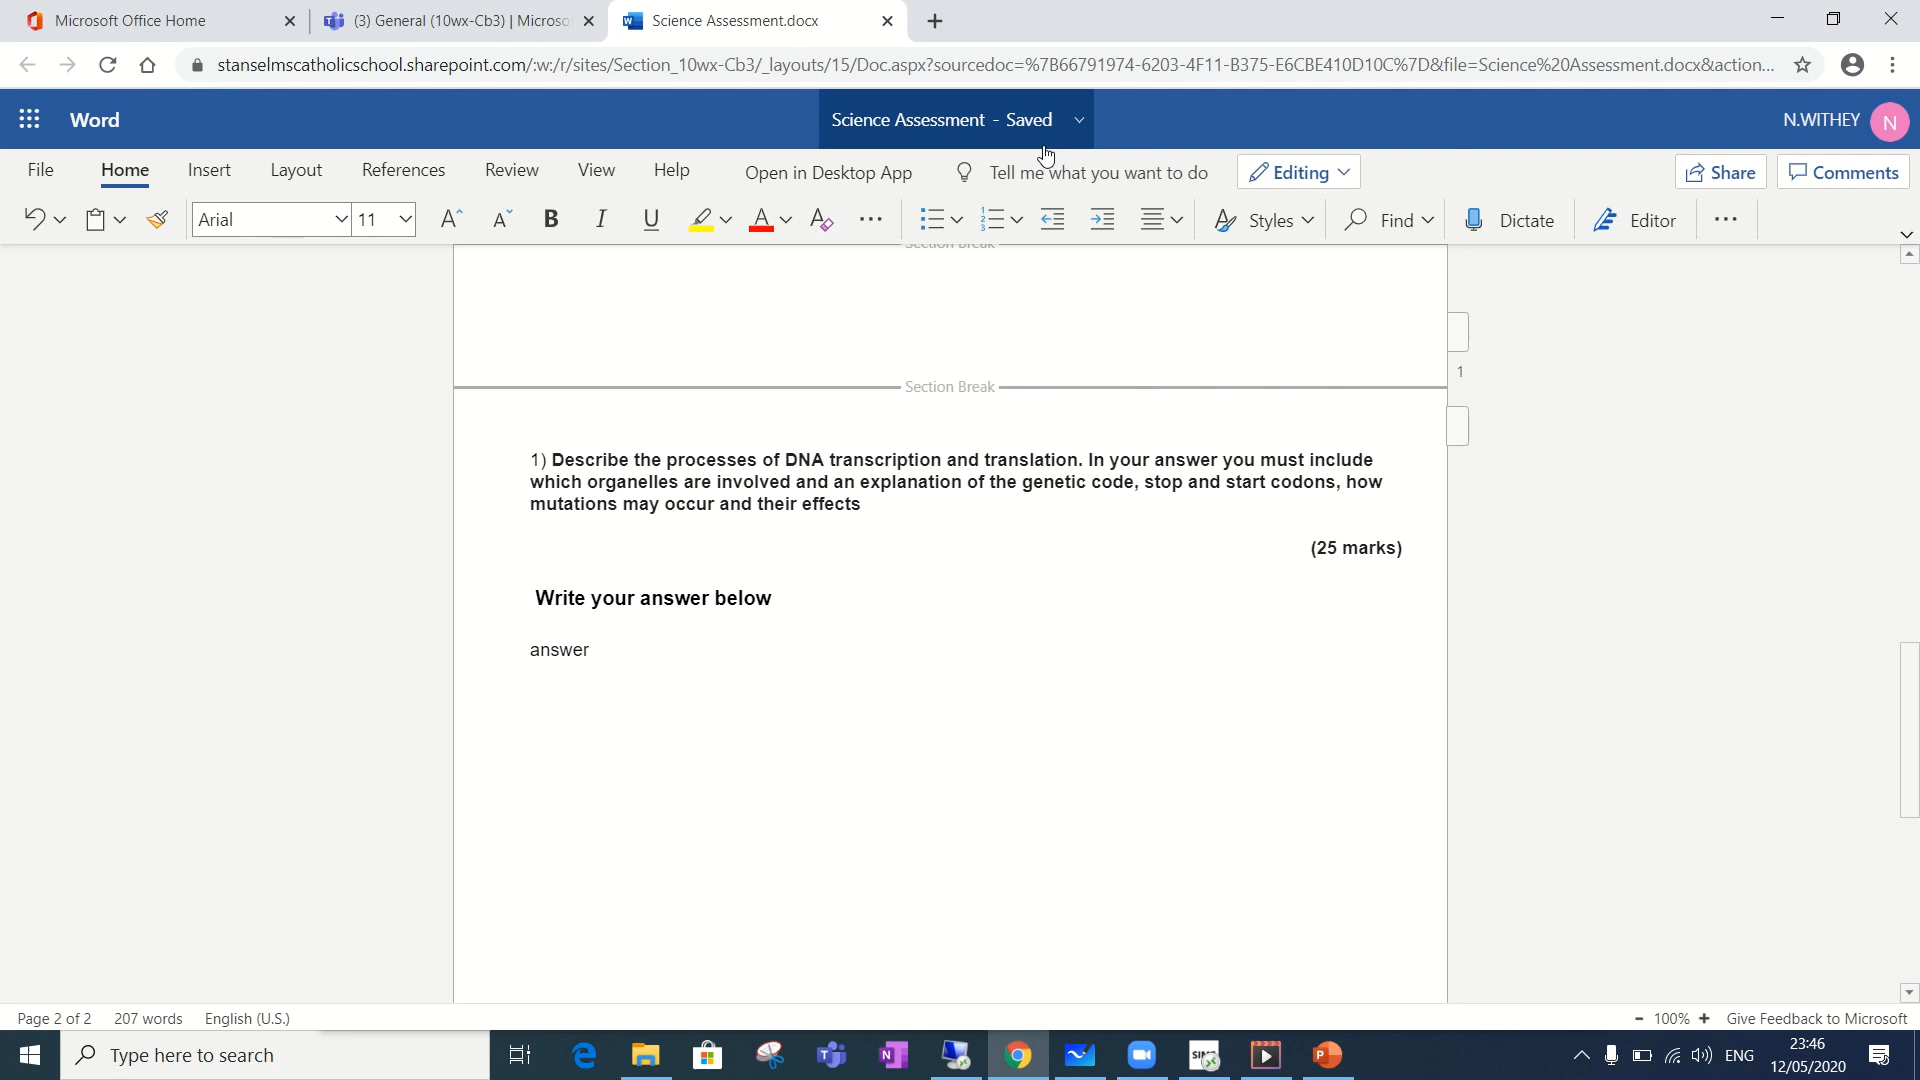 Microsoft Office Home
(3) General (10wx-Cb3) | Microso
Science Assessment.docx
stanselmscatholicschool.sharepoint.com/:w:/r/sites/Section_10wx-Cb3/_layouts/15/Doc.aspx?sourcedoc=%7B66791974-6203-4F11-B375-E6CBE410D10C%7D&file=Science%20Assessment.docx&action...
Word
Science Assessment - Saved
N.WITHEY
N
File Home Insert Layout References Review View Help Open in Desktop App Tell me what you want to do Editing Share Comments
Arial 11 A A B I U A A Styles Find Dictate Editor
Section Break
1
Section Break
1) Describe the processes of DNA transcription and translation. In your answer you must include
which organelles are involved and an explanation of the genetic code, stop and start codons, how
mutations may occur and their effects
(25 marks)
Write your answer below
answer
Page 2 of 2 207 words English (U.S.) - 100% + Give Feedback to Microsoft
Type here to search
ENG
23:46
12/05/2020